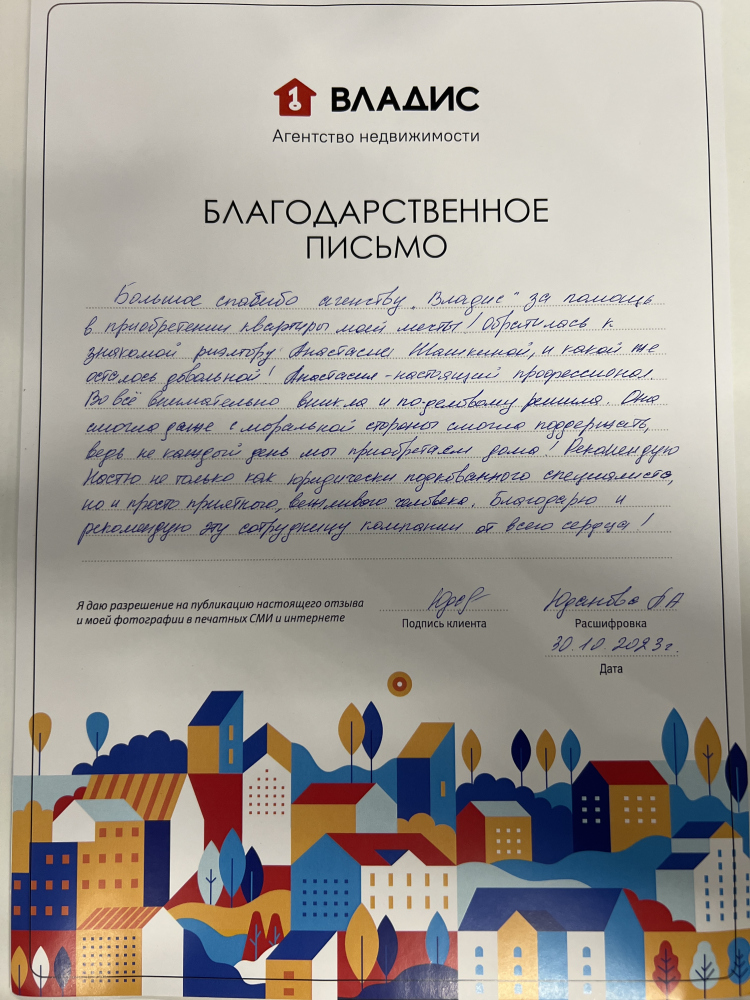 ВЛАДИС
Агентство недвижимости
БЛАГОДАРСТВЕННОЕ
ПИСЬМО
Большое спасибо агенству „Владис" за помощь
в приобретении квартиры моей мечты! Обратилась к
знакомой риэлтору Анастасии Шашкиной, и какой же
осталось довольной! Анастасия - настоящий профессионал.
Во всё внимательно вникла и по-деловому решила. Она
смогла даже с моральной стороны смогла поддержать,
ведь не каждый день мы приобретаем дома! Рекомендую
Настю не только как юридически подкованного специалиста,
но и просто приятного, вежливого человека. Благодарю и
рекомендую эту сотрудницу компании от всего сердца!
Я даю разрешение на публикацию настоящего отзыва
и моей фотографии в печатных СМИ и интернете
Подпись клиента
Юданова
Расшифровка
30.10.2023г.
Дата